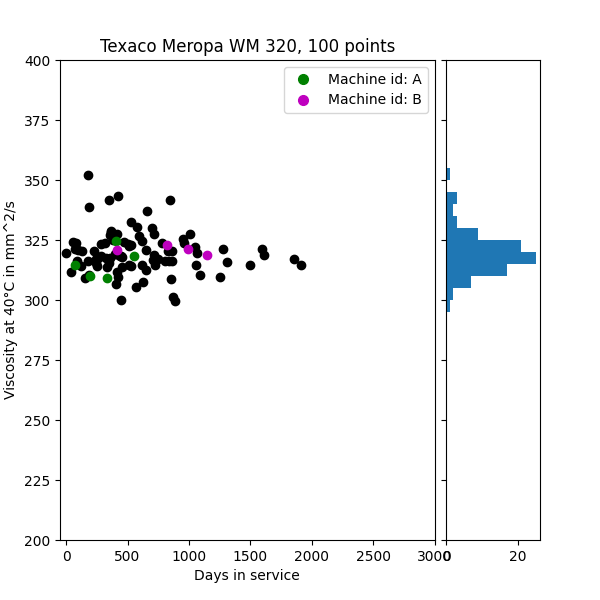 Texaco Meropa WM 320, 100 points
Machine id: A
Machine id: B
400
375
350
325
300
275
250
225
200
Viscosity at 40°C in mm^2/s
0 500 1000 1500 2000 2500 3000
0 20
Days in service